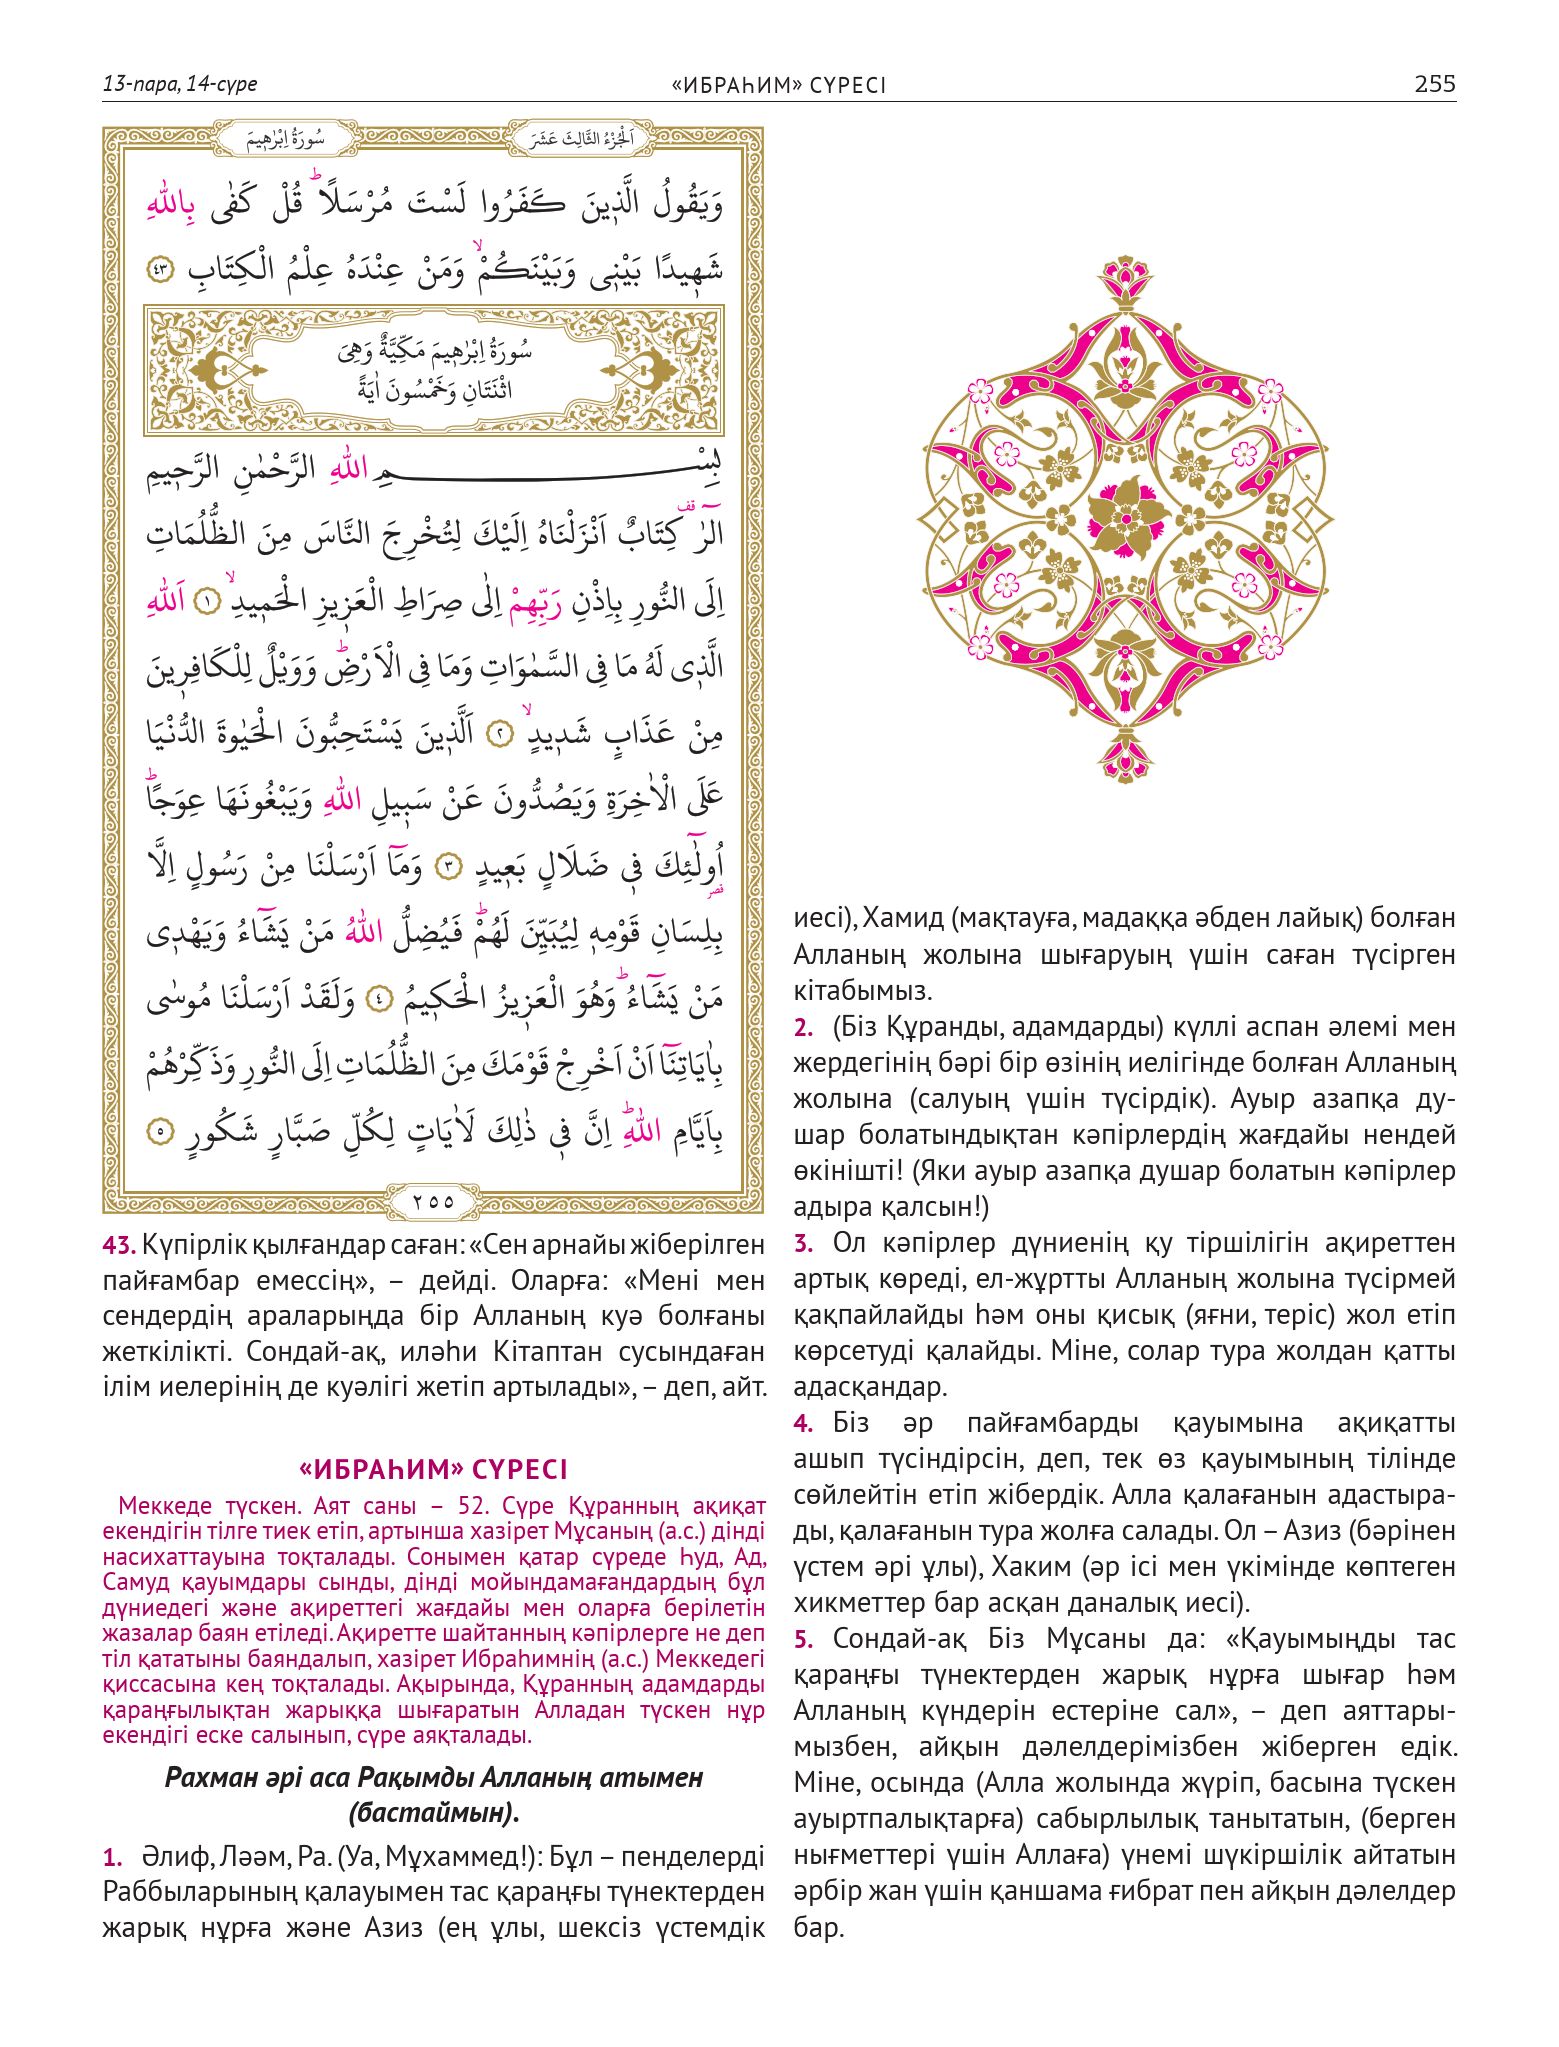 13-пара, 14-сүре
«ИБРАҺИМ» СҮРЕСІ
255
سُورَةُ اِبْرٰهٖيمَ
اَلْجُزْءُ الثَّالِثَ عَشَرَ
وَيَقُولُ الَّذٖينَ كَفَرُوا لَسْتَ مُرْسَلًاؕ قُلْ كَفٰى بِاللّٰهِ
شَهٖيدًا بَيْنٖى وَبَيْنَكُمْۙ وَمَنْ عِنْدَهُ عِلْمُ الْكِتَابِ ﴿٤٣﴾
سُورَةُ اِبْرٰهٖيمَ مَكِّيَّةٌ وَهِىَ
اثْنَتَانِ وَخَمْسُونَ اٰيَةً
بِسْمِ اللّٰهِ الرَّحْمٰنِ الرَّحٖيمِ
الٓرٰ قف كِتَابٌ اَنْزَلْنَاهُ اِلَيْكَ لِتُخْرِجَ النَّاسَ مِنَ الظُّلُمَاتِ
اِلَى النُّورِ بِاِذْنِ رَبِّهِمْ اِلٰى صِرَاطِ الْعَزٖيزِ الْحَمٖيدِۙ ﴿١﴾ اَللّٰهِ
الَّذٖى لَهُ مَا فِى السَّمٰوَاتِ وَمَا فِى الْاَرْضِؕ وَوَيْلٌ لِلْكَافِرٖينَ
مِنْ عَذَابٍ شَدٖيدٍۙ ﴿٢﴾ اَلَّذٖينَ يَسْتَحِبُّونَ الْحَيٰوةَ الدُّنْيَا
عَلَى الْاٰخِرَةِ وَيَصُدُّونَ عَنْ سَبٖيلِ اللّٰهِ وَيَبْغُونَهَا عِوَجًاؕ
اُولٰٓئِكَ فٖى ضَلَالٍ بَعٖيدٍ ﴿٣﴾ وَمَٓا اَرْسَلْنَا مِنْ رَسُولٍ اِلَّا
قصر
بِلِسَانِ قَوْمِهٖ لِيُبَيِّنَ لَهُمْؕ فَيُضِلُّ اللّٰهُ مَنْ يَشَٓاءُ وَيَهْدٖى
مَنْ يَشَٓاءُؕ وَهُوَ الْعَزٖيزُ الْحَكٖيمُ ﴿٤﴾ وَلَقَدْ اَرْسَلْنَا مُوسٰى
بِاٰيَاتِنَٓا اَنْ اَخْرِجْ قَوْمَكَ مِنَ الظُّلُمَاتِ اِلَى النُّورِ وَذَكِّرْهُمْ
بِاَيَّامِ اللّٰهِؕ اِنَّ فٖى ذٰلِكَ لَاٰيَاتٍ لِكُلِّ صَبَّارٍ شَكُورٍ ﴿٥﴾
٢٥٥
43. Күпірлік қылғандар саған: «Сен арнайы жіберілген
пайғамбар емессің», – дейді. Оларға: «Мені мен
сендердің араларыңда бір Алланың куә болғаны
жеткілікті. Сондай-ақ, иләһи Кітаптан сусындаған
ілім иелерінің де куәлігі жетіп артылады», – деп, айт.
«ИБРАҺИМ» СҮРЕСІ
Меккеде түскен. Аят саны – 52. Сүре Құранның ақиқат
екендігін тілге тиек етіп, артынша хазірет Мұсаның (а.с.) дінді
насихаттауына тоқталады. Сонымен қатар сүреде Һуд, Ад,
Самуд қауымдары сынды, дінді мойындамағандардың бұл
дүниедегі және ақиреттегі жағдайы мен оларға берілетін
жазалар баян етіледі. Ақиретте шайтанның кәпірлерге не деп
тіл қататыны баяндалып, хазірет Ибраһимнің (а.с.) Меккедегі
қиссасына кең тоқталады. Ақырында, Құранның адамдарды
қараңғылықтан жарыққа шығаратын Алладан түскен нұр
екендігі еске салынып, сүре аяқталады.
Рахман әрі аса Рақымды Алланың атымен
(бастаймын).
1. Әлиф, Ләәм, Ра. (Уа, Мұхаммед!): Бұл – пенделерді
Раббыларының қалауымен тас қараңғы түнектерден
жарық нұрға және Азиз (ең ұлы, шексіз үстемдік
иесі), Хамид (мақтауға, мадаққа әбден лайық) болған
Алланың жолына шығаруың үшін саған түсірген
кітабымыз.
2. (Біз Құранды, адамдарды) күллі аспан әлемі мен
жердегінің бәрі бір өзінің иелігінде болған Алланың
жолына (салуың үшін түсірдік). Ауыр азапқа ду-
шар болатындықтан кәпірлердің жағдайы нендей
өкінішті! (Яки ауыр азапқа душар болатын кәпірлер
адыра қалсын!)
3. Ол кәпірлер дүниенің қу тіршілігін ақиреттен
артық көреді, ел-жұртты Алланың жолына түсірмей
қақпайлайды һәм оны қисық (яғни, теріс) жол етіп
көрсетуді қалайды. Міне, солар тура жолдан қатты
адасқандар.
4. Біз әр пайғамбарды қауымына ақиқатты
ашып түсіндірсін, деп, тек өз қауымының тілінде
сөйлейтін етіп жібердік. Алла қалағанын адастыра-
ды, қалағанын тура жолға салады. Ол – Азиз (бәрінен
үстем әрі ұлы), Хаким (әр ісі мен үкімінде көптеген
хикметтер бар асқан даналық иесі).
5. Сондай-ақ Біз Мұсаны да: «Қауымыңды тас
қараңғы түнектерден жарық нұрға шығар һәм
Алланың күндерін естеріне сал», – деп аяттары-
мызбен, айқын дәлелдерімізбен жіберген едік.
Міне, осында (Алла жолында жүріп, басына түскен
ауыртпалықтарға) сабырлылық танытатын, (берген
нығметтері үшін Аллаға) үнемі шүкіршілік айтатын
әрбір жан үшін қаншама ғибрат пен айқын дәлелдер
бар.